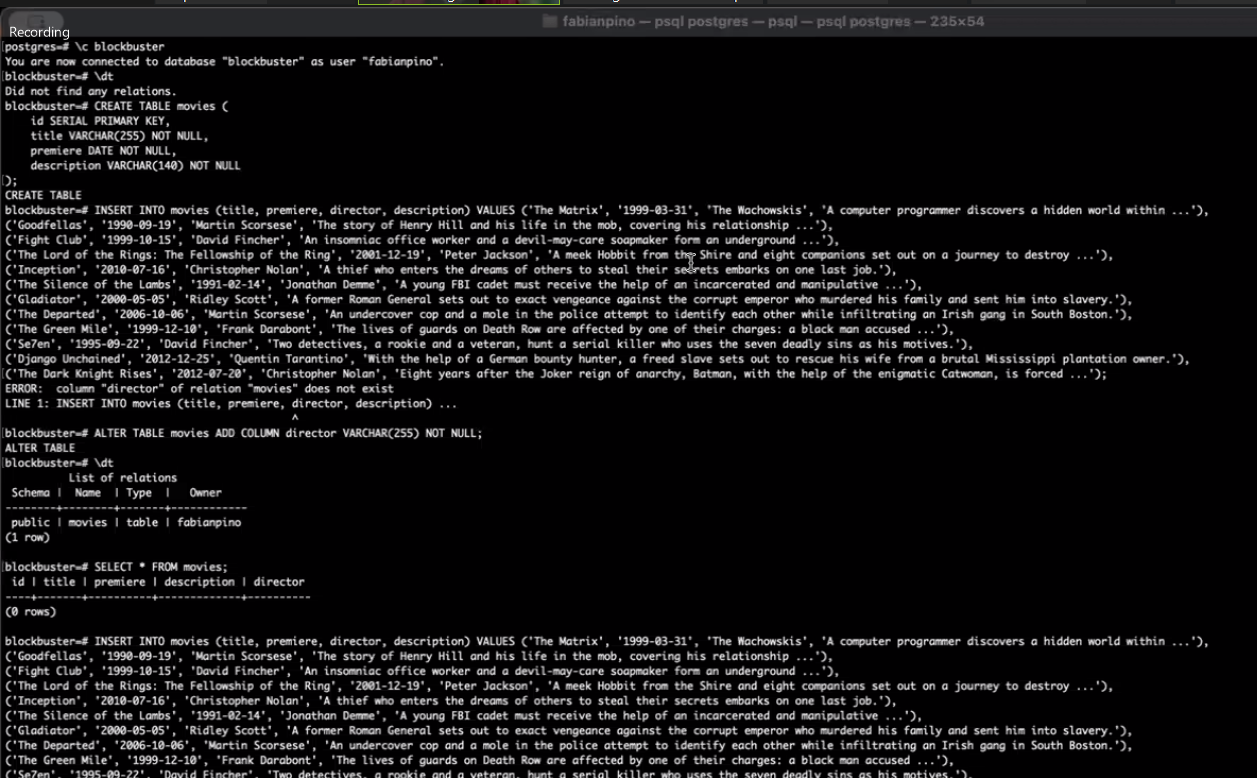 fabianpino — psql postgres — psql — psql postgres — 235×54
Recording
postgres=# \c blockbuster
You are now connected to database "blockbuster" as user "fabianpino".
blockbuster=# \dt
Did not find any relations.
blockbuster=# CREATE TABLE movies (
    id SERIAL PRIMARY KEY,
    title VARCHAR(255) NOT NULL,
    premiere DATE NOT NULL,
    description VARCHAR(140) NOT NULL
);
CREATE TABLE
blockbuster=# INSERT INTO movies (title, premiere, director, description) VALUES ('The Matrix', '1999-03-31', 'The Wachowskis', 'A computer programmer discovers a hidden world within ...'),
('Goodfellas', '1990-09-19', 'Martin Scorsese', 'The story of Henry Hill and his life in the mob, covering his relationship ...'),
('Fight Club', '1999-10-15', 'David Fincher', 'An insomniac office worker and a devil-may-care soapmaker form an underground ...'),
('The Lord of the Rings: The Fellowship of the Ring', '2001-12-19', 'Peter Jackson', 'A meek Hobbit from the Shire and eight companions set out on a journey to destroy ...'),
('Inception', '2010-07-16', 'Christopher Nolan', 'A thief who enters the dreams of others to steal their secrets embarks on one last job.'),
('The Silence of the Lambs', '1991-02-14', 'Jonathan Demme', 'A young FBI cadet must receive the help of an incarcerated and manipulative ...'),
('Gladiator', '2000-05-05', 'Ridley Scott', 'A former Roman General sets out to exact vengeance against the corrupt emperor who murdered his family and sent him into slavery.'),
('The Departed', '2006-10-06', 'Martin Scorsese', 'An undercover cop and a mole in the police attempt to identify each other while infiltrating an Irish gang in South Boston.'),
('The Green Mile', '1999-12-10', 'Frank Darabont', 'The lives of guards on Death Row are affected by one of their charges: a black man accused ...'),
('Se7en', '1995-09-22', 'David Fincher', 'Two detectives, a rookie and a veteran, hunt a serial killer who uses the seven deadly sins as his motives.'),
('Django Unchained', '2012-12-25', 'Quentin Tarantino', 'With the help of a German bounty hunter, a freed slave sets out to rescue his wife from a brutal Mississippi plantation owner.'),
('The Dark Knight Rises', '2012-07-20', 'Christopher Nolan', 'Eight years after the Joker reign of anarchy, Batman, with the help of the enigmatic Catwoman, is forced ...');
ERROR:  column "director" of relation "movies" does not exist
LINE 1: INSERT INTO movies (title, premiere, director, description) ...
^
blockbuster=# ALTER TABLE movies ADD COLUMN director VARCHAR(255) NOT NULL;
ALTER TABLE
blockbuster=# \dt
          List of relations
 Schema |  Name  | Type  |   Owner
--------+--------+-------+------------
 public | movies | table | fabianpino
(1 row)
blockbuster=# SELECT * FROM movies;
 id | title | premiere | description | director
----+-------+----------+-------------+----------
(0 rows)
blockbuster=# INSERT INTO movies (title, premiere, director, description) VALUES ('The Matrix', '1999-03-31', 'The Wachowskis', 'A computer programmer discovers a hidden world within ...'),
('Goodfellas', '1990-09-19', 'Martin Scorsese', 'The story of Henry Hill and his life in the mob, covering his relationship ...'),
('Fight Club', '1999-10-15', 'David Fincher', 'An insomniac office worker and a devil-may-care soapmaker form an underground ...'),
('The Lord of the Rings: The Fellowship of the Ring', '2001-12-19', 'Peter Jackson', 'A meek Hobbit from the Shire and eight companions set out on a journey to destroy ...'),
('Inception', '2010-07-16', 'Christopher Nolan', 'A thief who enters the dreams of others to steal their secrets embarks on one last job.'),
('The Silence of the Lambs', '1991-02-14', 'Jonathan Demme', 'A young FBI cadet must receive the help of an incarcerated and manipulative ...'),
('Gladiator', '2000-05-05', 'Ridley Scott', 'A former Roman General sets out to exact vengeance against the corrupt emperor who murdered his family and sent him into slavery.'),
('The Departed', '2006-10-06', 'Martin Scorsese', 'An undercover cop and a mole in the police attempt to identify each other while infiltrating an Irish gang in South Boston.'),
('The Green Mile', '1999-12-10', 'Frank Darabont', 'The lives of guards on Death Row are affected by one of their charges: a black man accused ...'),
('Se7en', '1995-09-22', 'David Fincher', 'Two detectives, a rookie and a veteran, hunt a serial killer who uses the seven deadly sins as his motives.'),